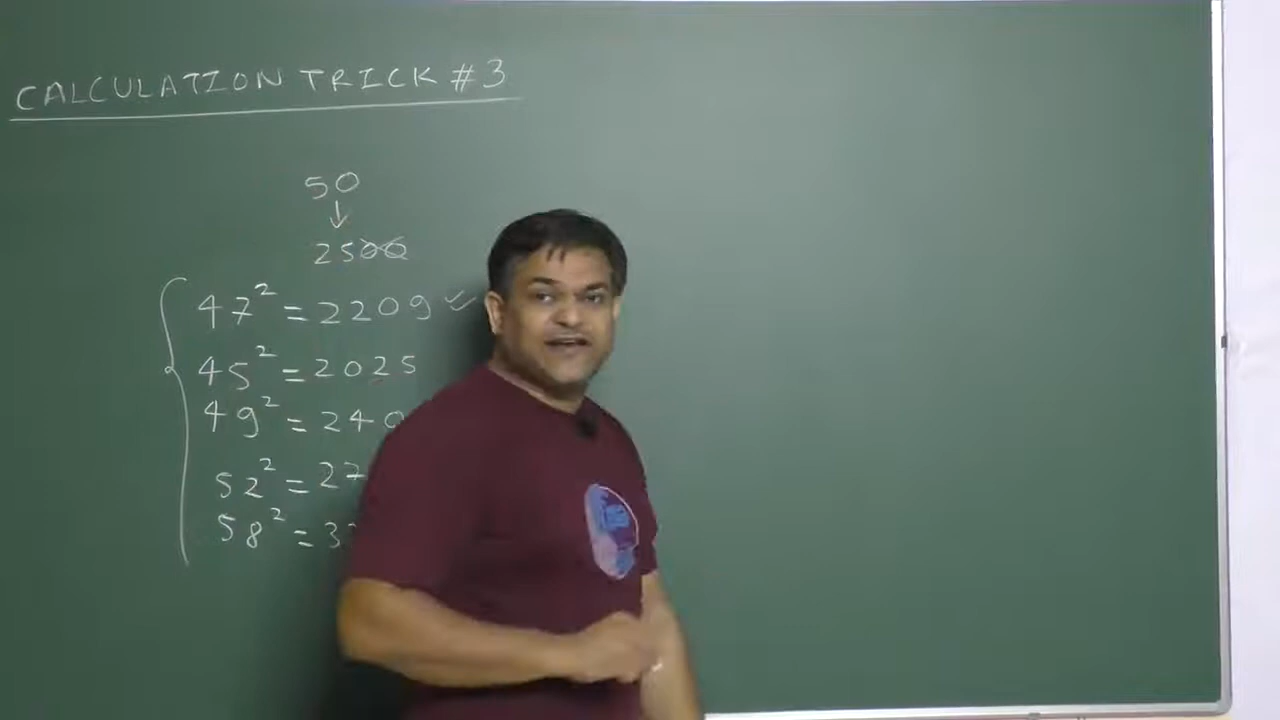 CALCULATION TRICK #3
50
↓
2500
47² = 2209 ✓
45² = 2025
49² = 240
52² = 27
58² = 3